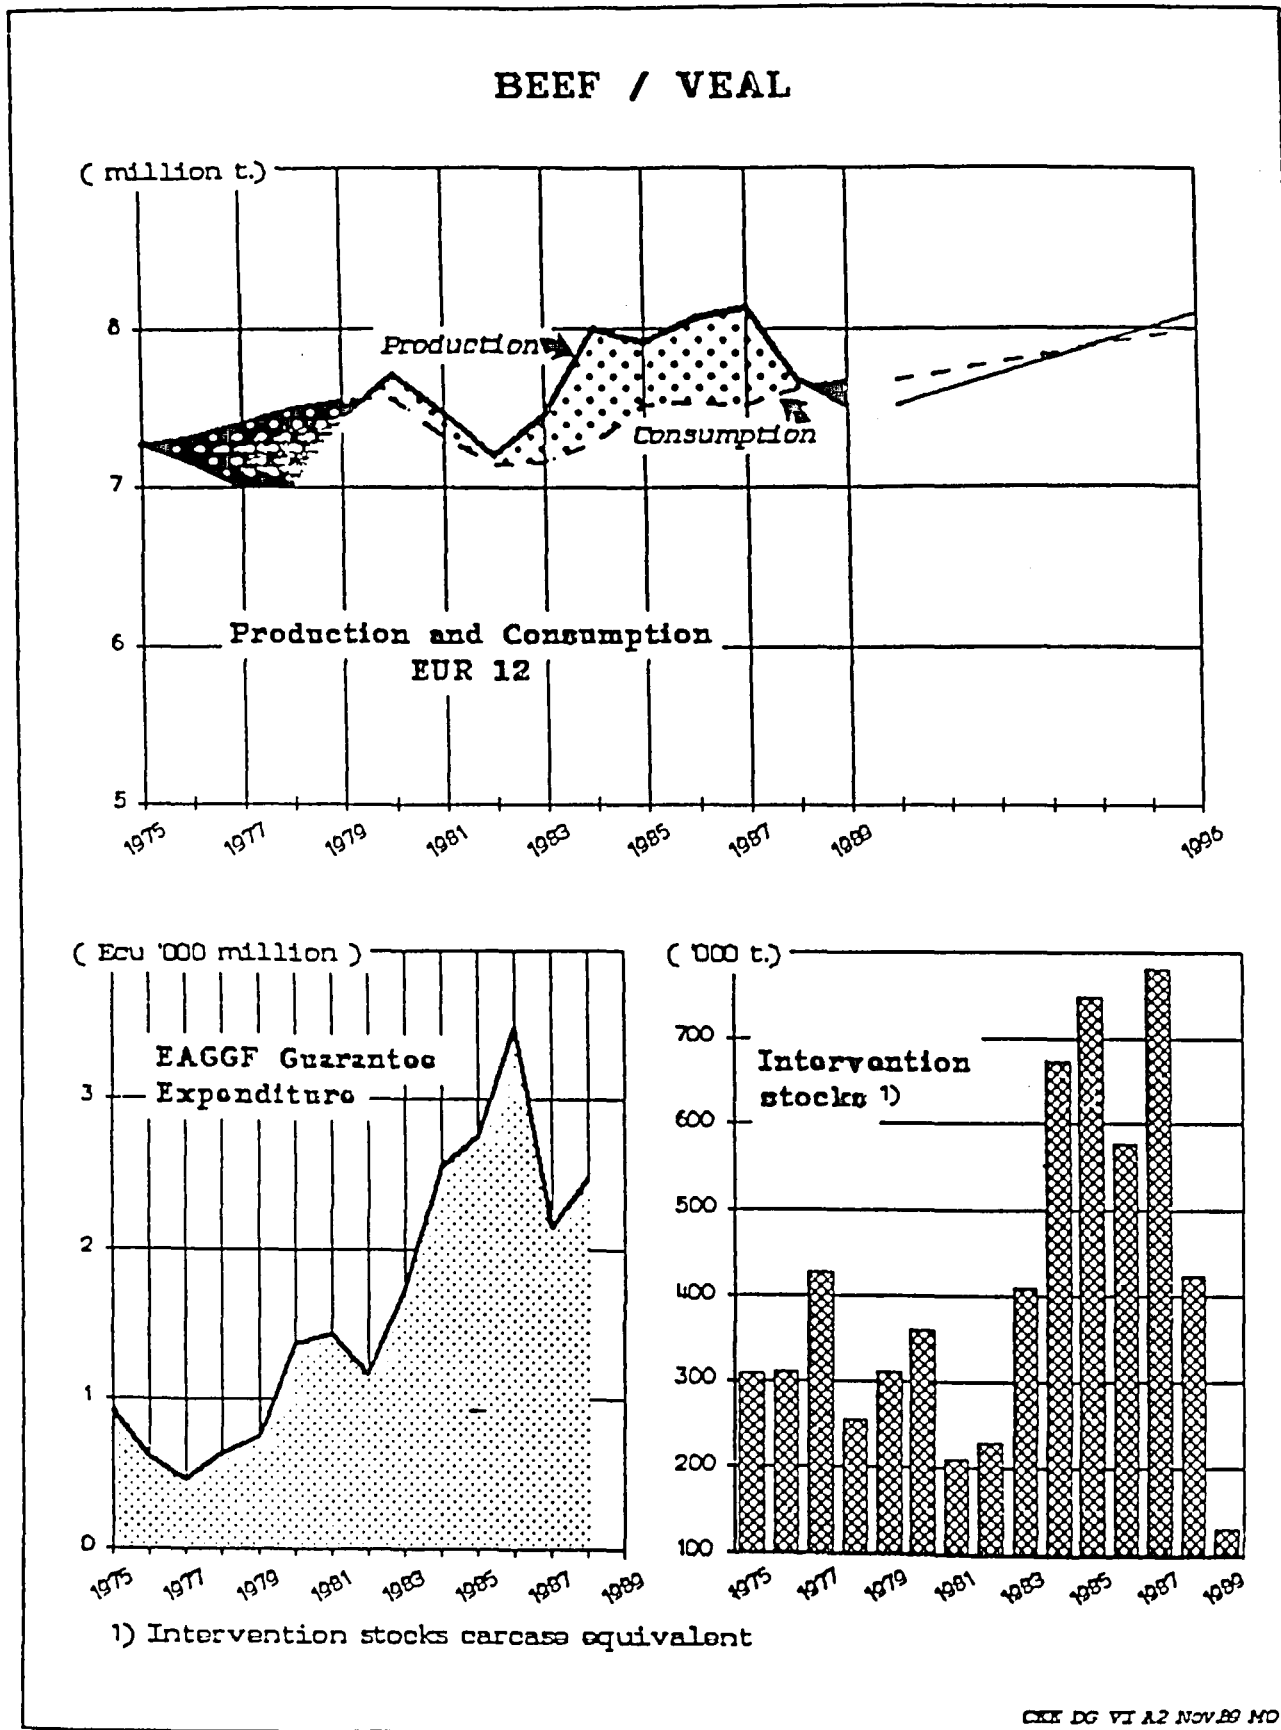 BEEF / VEAL
( million t.)
8
7
6
5
Production
Consumption
Production and Consumption
EUR 12
1975 1977 1979 1981 1983 1985 1987 1989 1996
( Ecu '000 million )
3
2
1
0
EAGGF Guarantee
Expenditure
1975 1977 1979 1981 1983 1985 1987 1989
( '000 t.)
700
600
500
400
300
200
100
Intervention
stocks 1)
1975 1977 1979 1981 1983 1985 1987 1989
1) Intervention stocks carcase equivalent
DG VI A2 NOV.89 MO